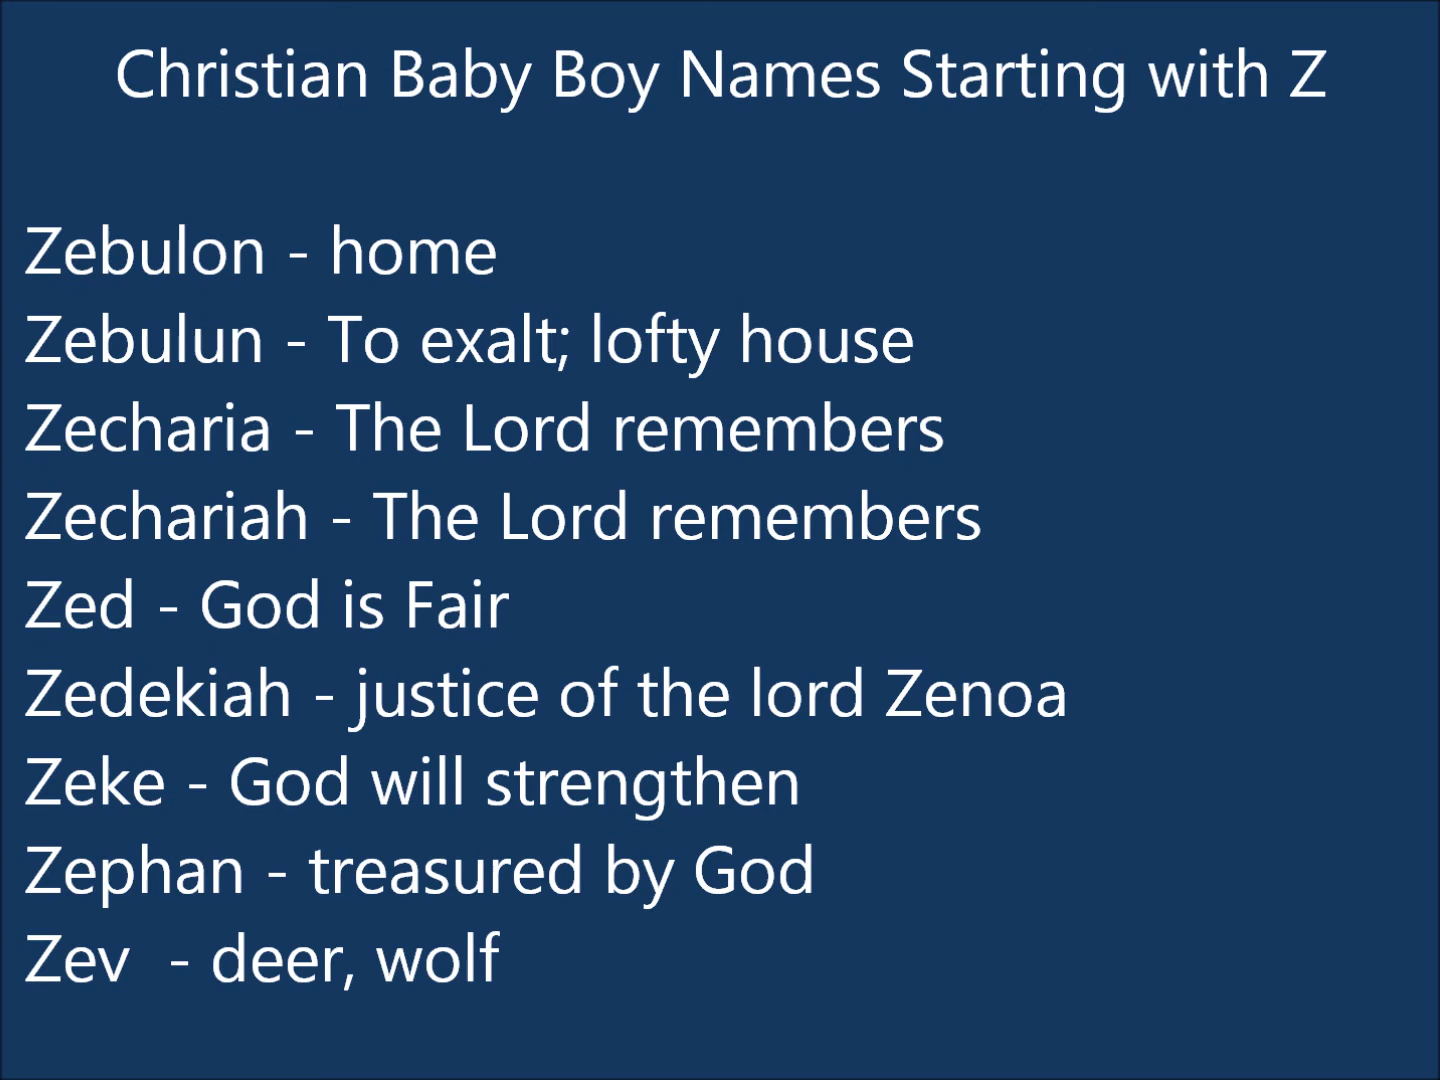 Christian Baby Boy Names Starting with Z
Zebulon - home
Zebulun - To exalt; lofty house
Zecharia - The Lord remembers
Zechariah - The Lord remembers
Zed - God is Fair
Zedekiah - justice of the lord Zenoa
Zeke - God will strengthen
Zephan - treasured by God
Zev  - deer, wolf